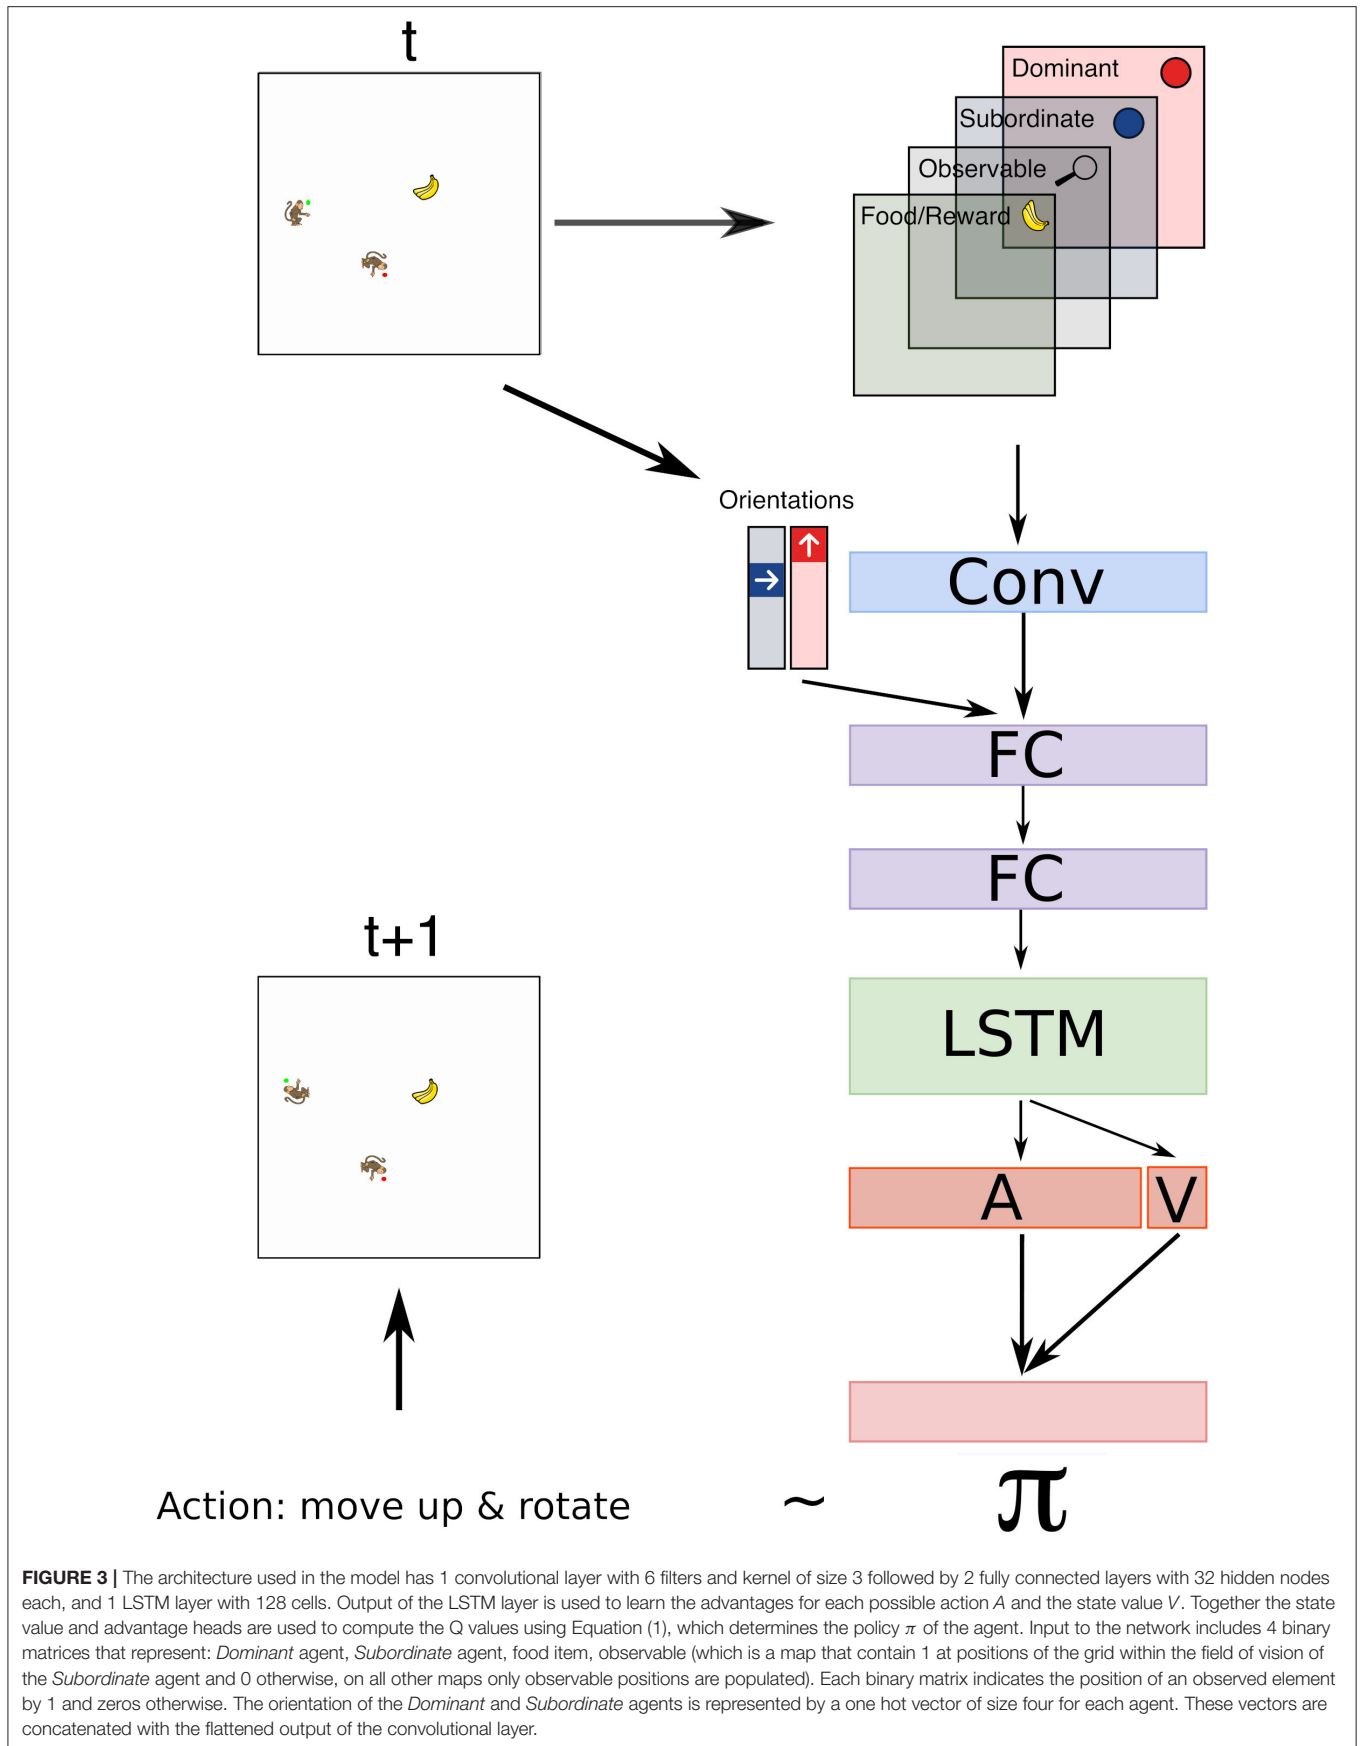 t
Dominant
Subordinate
Observable
Food/Reward
Orientations
Conv
FC
FC
t+1
LSTM
A V
Action: move up & rotate ~ π
FIGURE 3 | The architecture used in the model has 1 convolutional layer with 6 filters and kernel of size 3 followed by 2 fully connected layers with 32 hidden nodes
each, and 1 LSTM layer with 128 cells. Output of the LSTM layer is used to learn the advantages for each possible action A and the state value V. Together the state
value and advantage heads are used to compute the Q values using Equation (1), which determines the policy π of the agent. Input to the network includes 4 binary
matrices that represent: Dominant agent, Subordinate agent, food item, observable (which is a map that contain 1 at positions of the grid within the field of vision of
the Subordinate agent and 0 otherwise, on all other maps only observable positions are populated). Each binary matrix indicates the position of an observed element
by 1 and zeros otherwise. The orientation of the Dominant and Subordinate agents is represented by a one hot vector of size four for each agent. These vectors are
concatenated with the flattened output of the convolutional layer.